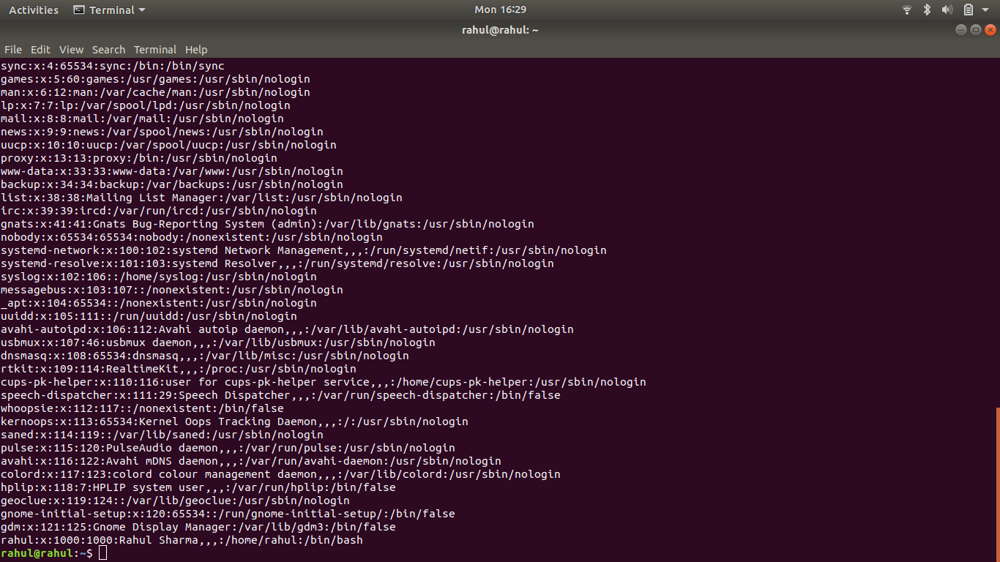 Activities Terminal Mon 16:29
rahul@rahul: ~
File Edit View Search Terminal Help
sync:x:4:65534:sync:/bin:/bin/sync
games:x:5:60:games:/usr/games:/usr/sbin/nologin
man:x:6:12:man:/var/cache/man:/usr/sbin/nologin
lp:x:7:7:lp:/var/spool/lpd:/usr/sbin/nologin
mail:x:8:8:mail:/var/mail:/usr/sbin/nologin
news:x:9:9:news:/var/spool/news:/usr/sbin/nologin
uucp:x:10:10:uucp:/var/spool/uucp:/usr/sbin/nologin
proxy:x:13:13:proxy:/bin:/usr/sbin/nologin
www-data:x:33:33:www-data:/var/www:/usr/sbin/nologin
backup:x:34:34:backup:/var/backups:/usr/sbin/nologin
list:x:38:38:Mailing List Manager:/var/list:/usr/sbin/nologin
irc:x:39:39:ircd:/var/run/ircd:/usr/sbin/nologin
gnats:x:41:41:Gnats Bug-Reporting System (admin):/var/lib/gnats:/usr/sbin/nologin
nobody:x:65534:65534:nobody:/nonexistent:/usr/sbin/nologin
systemd-network:x:100:102:systemd Network Management,,,:/run/systemd/netif:/usr/sbin/nologin
systemd-resolve:x:101:103:systemd Resolver,,,:/run/systemd/resolve:/usr/sbin/nologin
syslog:x:102:106::/home/syslog:/usr/sbin/nologin
messagebus:x:103:107::/nonexistent:/usr/sbin/nologin
_apt:x:104:65534::/nonexistent:/usr/sbin/nologin
uuidd:x:105:111::/run/uuidd:/usr/sbin/nologin
avahi-autoipd:x:106:112:Avahi autoip daemon,,,:/var/lib/avahi-autoipd:/usr/sbin/nologin
usbmux:x:107:46:usbmux daemon,,,:/var/lib/usbmux:/usr/sbin/nologin
dnsmasq:x:108:65534:dnsmasq,,,:/var/lib/misc:/usr/sbin/nologin
rtkit:x:109:114:RealtimeKit,,,:/proc:/usr/sbin/nologin
cups-pk-helper:x:110:116:user for cups-pk-helper service,,,:/home/cups-pk-helper:/usr/sbin/nologin
speech-dispatcher:x:111:29:Speech Dispatcher,,,:/var/run/speech-dispatcher:/bin/false
whoopsie:x:112:117::/nonexistent:/bin/false
kernoops:x:113:65534:Kernel Oops Tracking Daemon,,,:/:/usr/sbin/nologin
saned:x:114:119::/var/lib/saned:/usr/sbin/nologin
pulse:x:115:120:PulseAudio daemon,,,:/var/run/pulse:/usr/sbin/nologin
avahi:x:116:122:Avahi mDNS daemon,,,:/var/run/avahi-daemon:/usr/sbin/nologin
colord:x:117:123:colord colour management daemon,,,:/var/lib/colord:/usr/sbin/nologin
hplip:x:118:7:HPLIP system user,,,:/var/run/hplip:/bin/false
geoclue:x:119:124::/var/lib/geoclue:/usr/sbin/nologin
gnome-initial-setup:x:120:65534::/run/gnome-initial-setup/:/bin/false
gdm:x:121:125:Gnome Display Manager:/var/lib/gdm3:/bin/false
rahul:x:1000:1000:Rahul Sharma,,,:/home/rahul:/bin/bash
rahul@rahul:~$